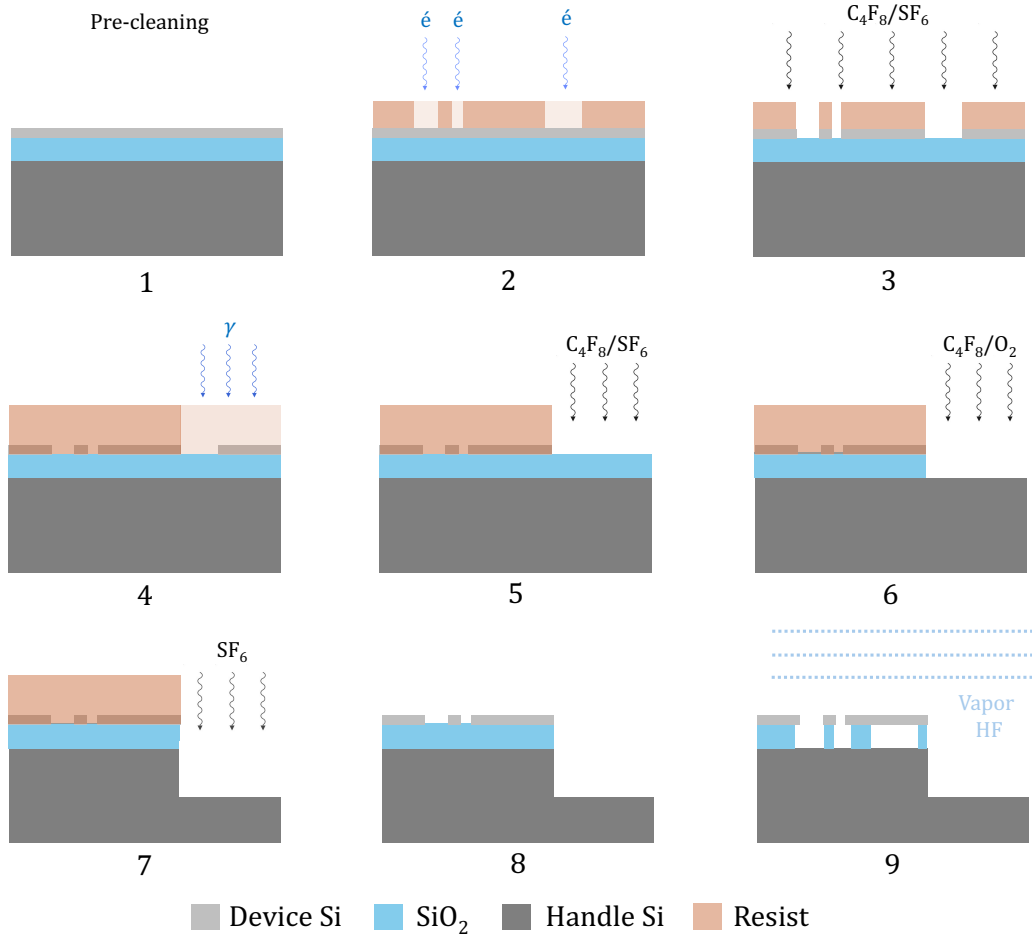 Pre-cleaning
é é é
C₄F₈/SF₆
1
2
3
γ
C₄F₈/SF₆
C₄F₈/O₂
4
5
6
SF₆
Vapor
HF
7
8
9
Device Si
SiO₂
Handle Si
Resist